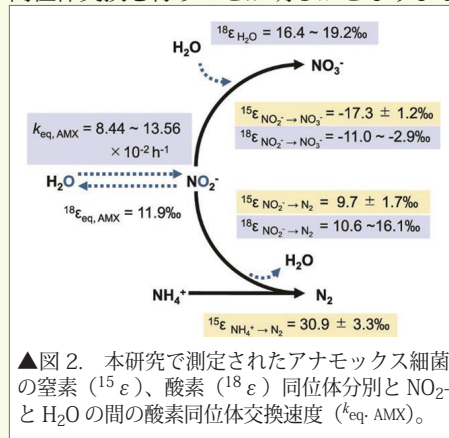 ¹⁸ε H₂O = 16.4 ~ 19.2‰
H₂O
NO₃⁻
¹⁵ε NO₂⁻ → NO₃⁻ = -17.3 ± 1.2‰
¹⁸ε NO₂⁻ → NO₃⁻ = -11.0 ~ -2.9‰
k eq, AMX = 8.44 ~ 13.56
× 10⁻² h⁻¹
H₂O
NO₂⁻
¹⁸ε eq, AMX = 11.9‰
¹⁵ε NO₂⁻ → N₂ = 9.7 ± 1.7‰
¹⁸ε NO₂⁻ → N₂ = 10.6 ~16.1‰
H₂O
NH₄⁺
N₂
¹⁵ε NH₄⁺ → N₂ = 30.9 ± 3.3‰
▲図 2. 本研究で測定されたアナモックス細菌
の窒素（¹⁵ ε）、酸素（¹⁸ ε）同位体分別と NO₂-
と H₂O の間の酸素同位体交換速度（ᵏeq· AMX）。